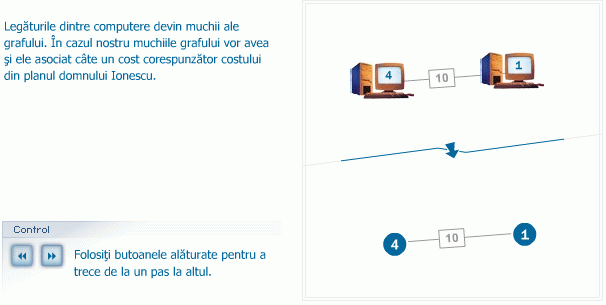 Legăturile dintre computere devin muchii ale
grafului. În cazul nostru muchiile grafului vor avea
şi ele asociat câte un cost corespunzător costului
din planul domnului Ionescu.
4
10
1
Control
Folosiţi butoanele alăturate pentru a
trece de la un pas la altul.
4
10
1